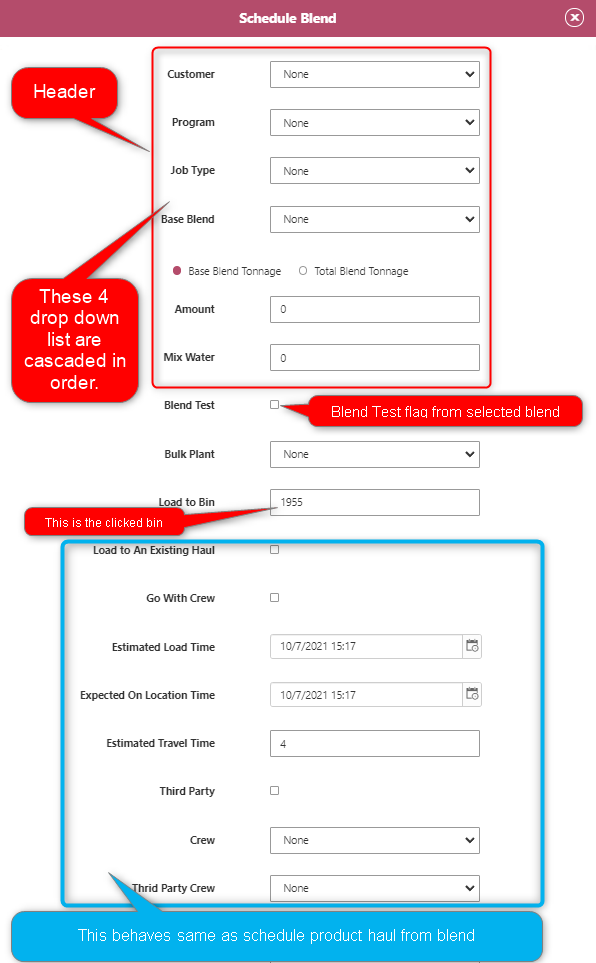 Schedule Blend
Header
Customer None
Program None
Job Type None
Base Blend None
Base Blend Tonnage Total Blend Tonnage
These 4
drop down
list are
cascaded in
order.
Amount 0
Mix Water 0
Blend Test
Blend Test flag from selected blend
Bulk Plant None
Load to Bin 1955
This is the clicked bin
Load to An Existing Haul
Go With Crew
Estimated Load Time 10/7/2021 15:17
Expected On Location Time 10/7/2021 15:17
Estimated Travel Time 4
Third Party
Crew None
Thrid Party Crew None
This behaves same as schedule product haul from blend